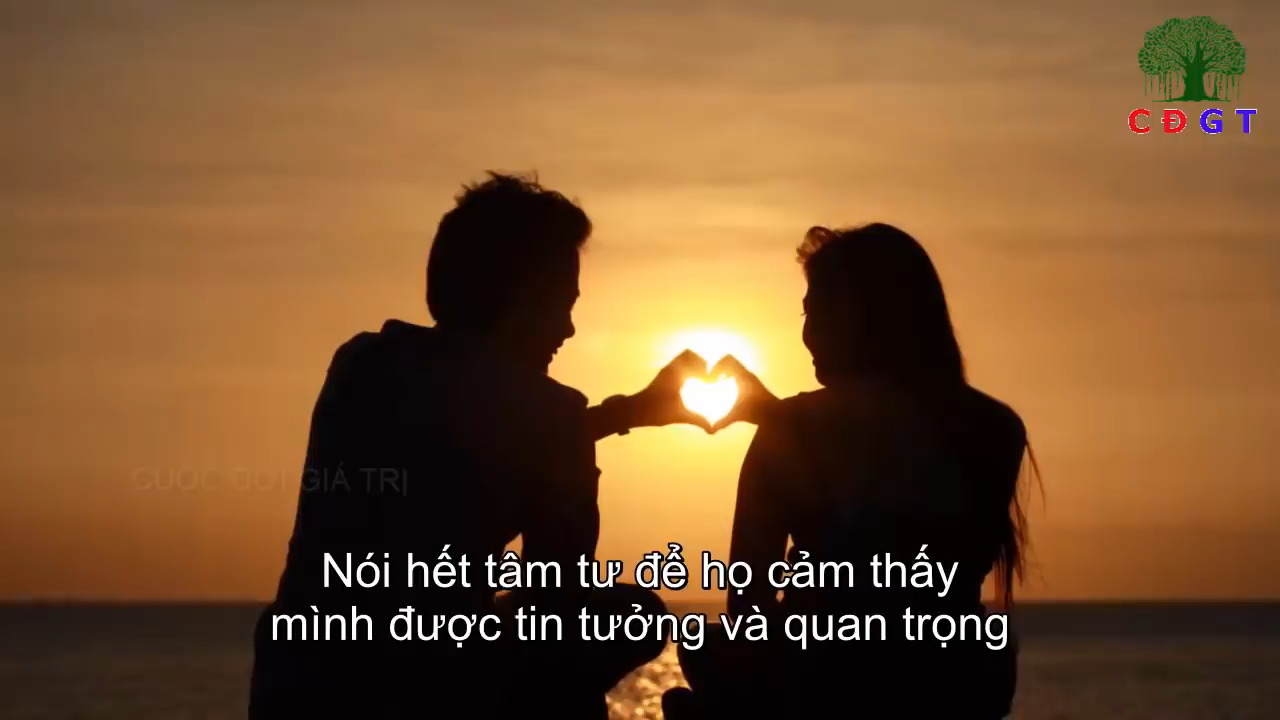 C Đ G T
CUỘC ĐỜI GIÁ TRỊ
Nói hết tâm tư để họ cảm thấy
mình được tin tưởng và quan trọng